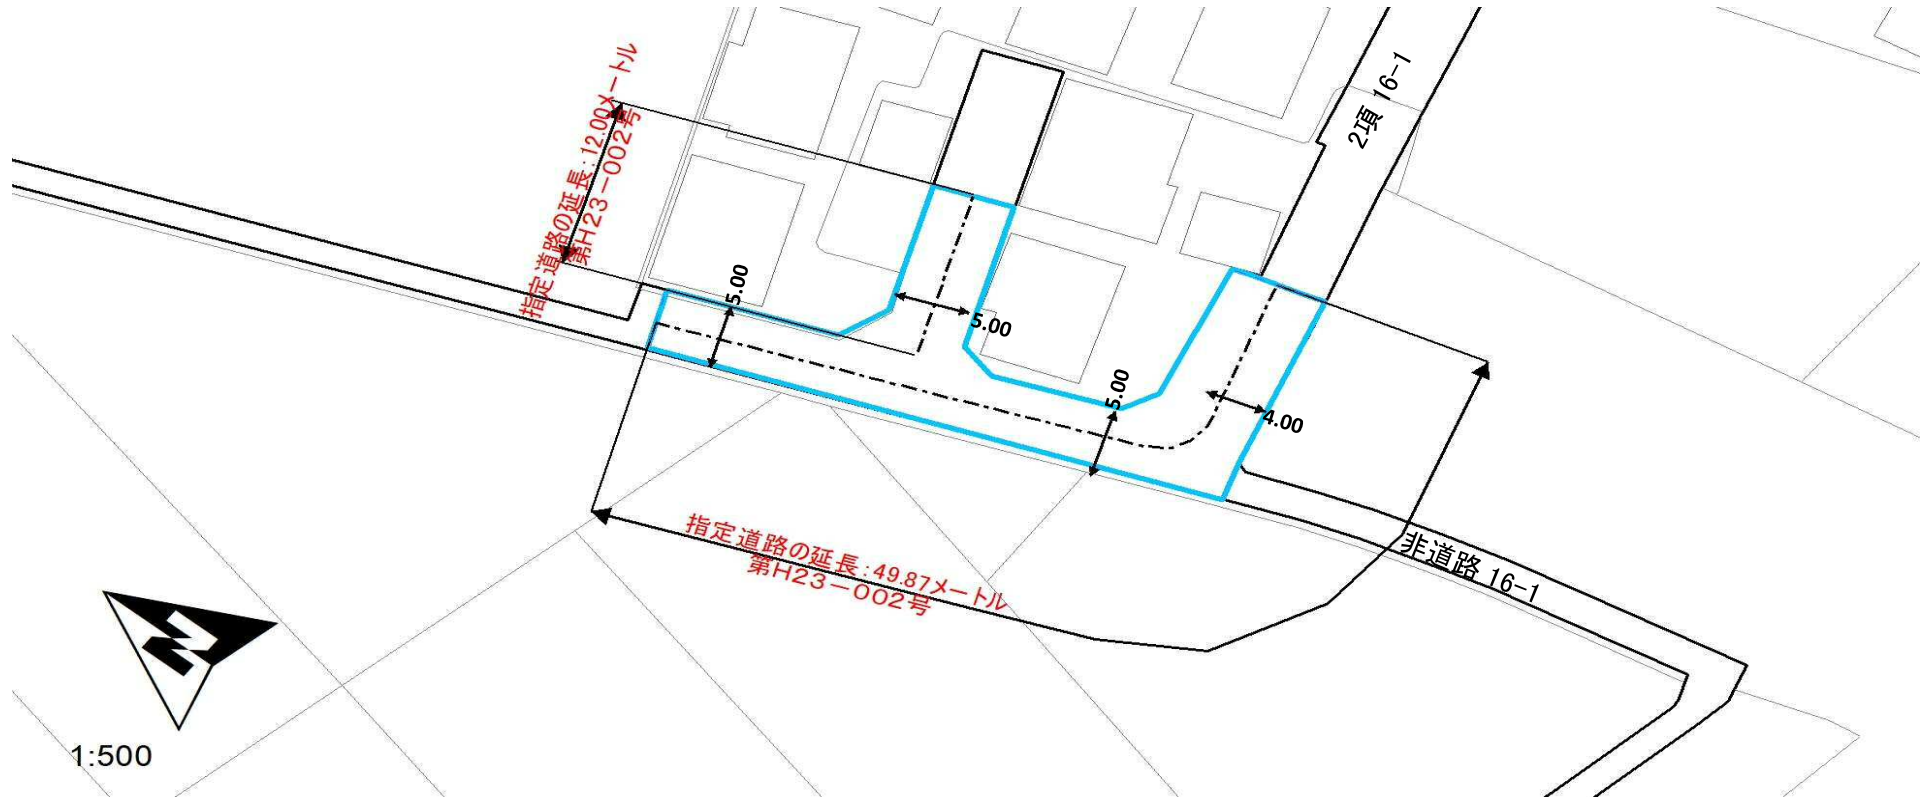 指定道路の延長：12.00メートル
第H23－002号
2項 16-1
5.00
5.00
5.00
4.00
指定道路の延長：49.87メートル
第H23－002号
非道路 16-1
N
1:500